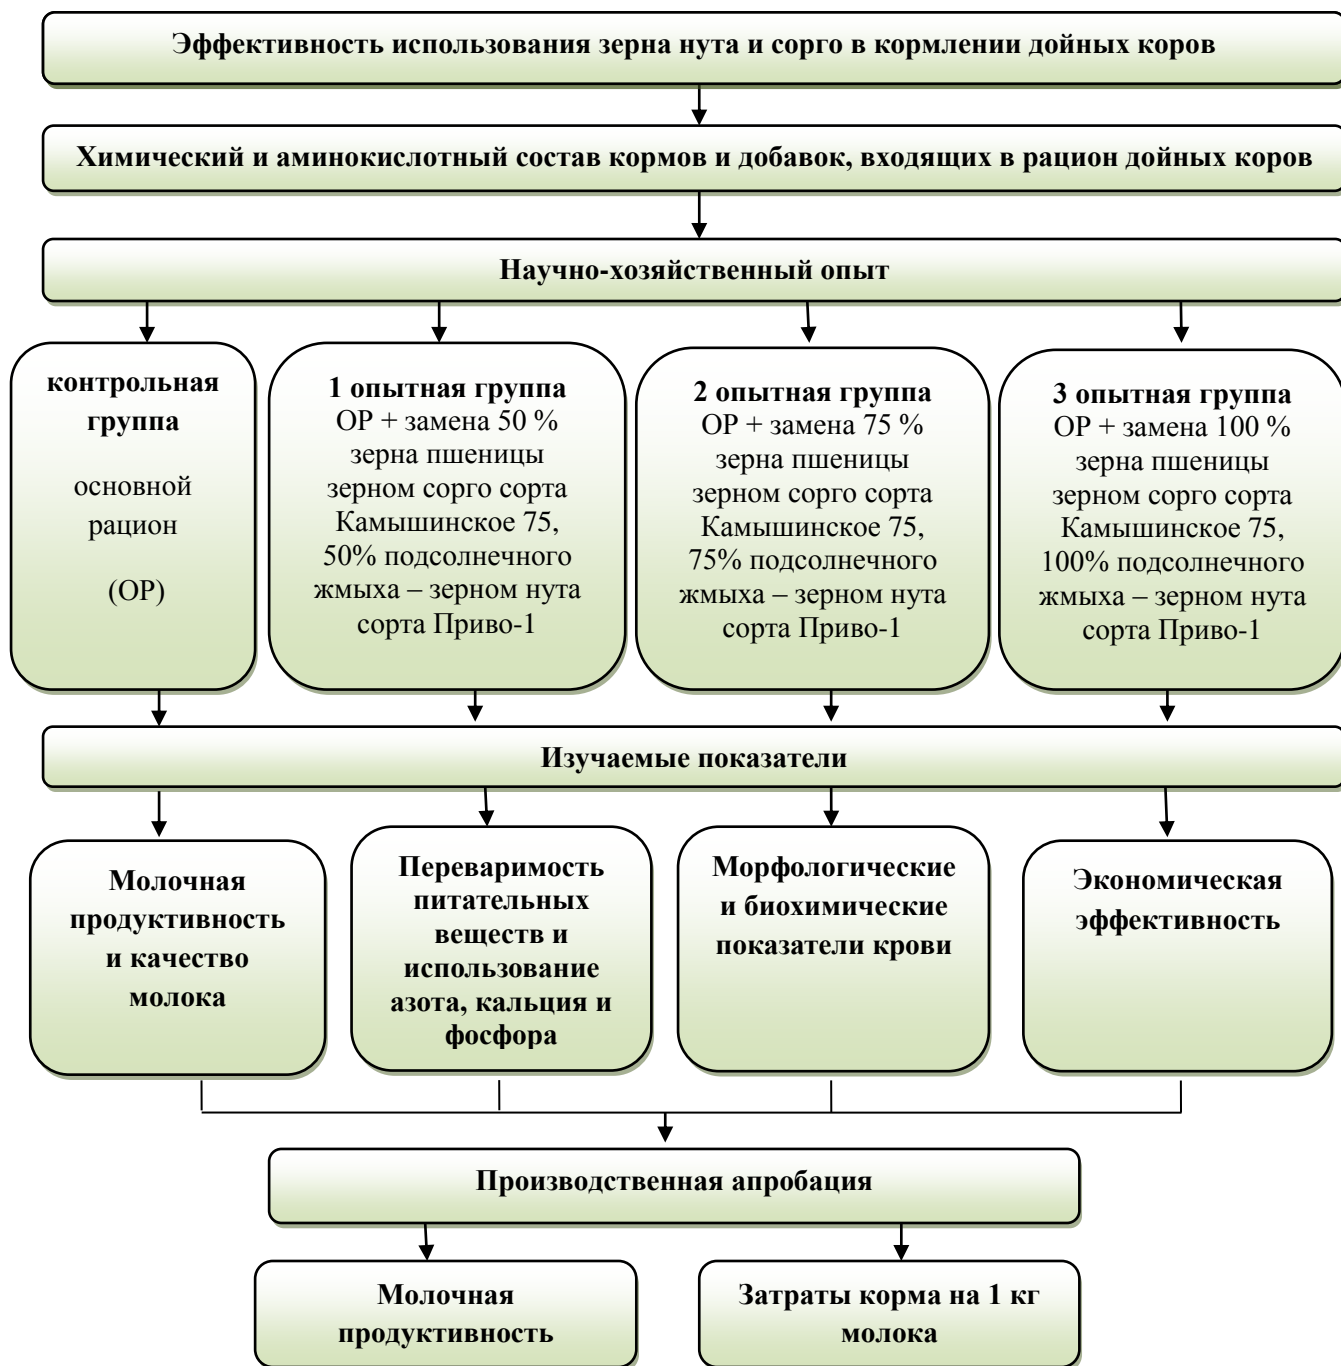 Эффективность использования зерна нута и сорго в кормлении дойных коров
Химический и аминокислотный состав кормов и добавок, входящих в рацион дойных коров
Научно-хозяйственный опыт
контрольная
группа
основной
рацион
(ОР)
1 опытная группа
ОР + замена 50 %
зерна пшеницы
зерном сорго сорта
Камышинское 75,
50% подсолнечного
жмыха – зерном нута
сорта Приво-1
2 опытная группа
ОР + замена 75 %
зерна пшеницы
зерном сорго сорта
Камышинское 75,
75% подсолнечного
жмыха – зерном нута
сорта Приво-1
3 опытная группа
ОР + замена 100 %
зерна пшеницы
зерном сорго сорта
Камышинское 75,
100% подсолнечного
жмыха – зерном нута
сорта Приво-1
Изучаемые показатели
Молочная
продуктивность
и качество
молока
Переваримость
питательных
веществ и
использование
азота, кальция и
фосфора
Морфологические
и биохимические
показатели крови
Экономическая
эффективность
Производственная апробация
Молочная
продуктивность
Затраты корма на 1 кг
молока